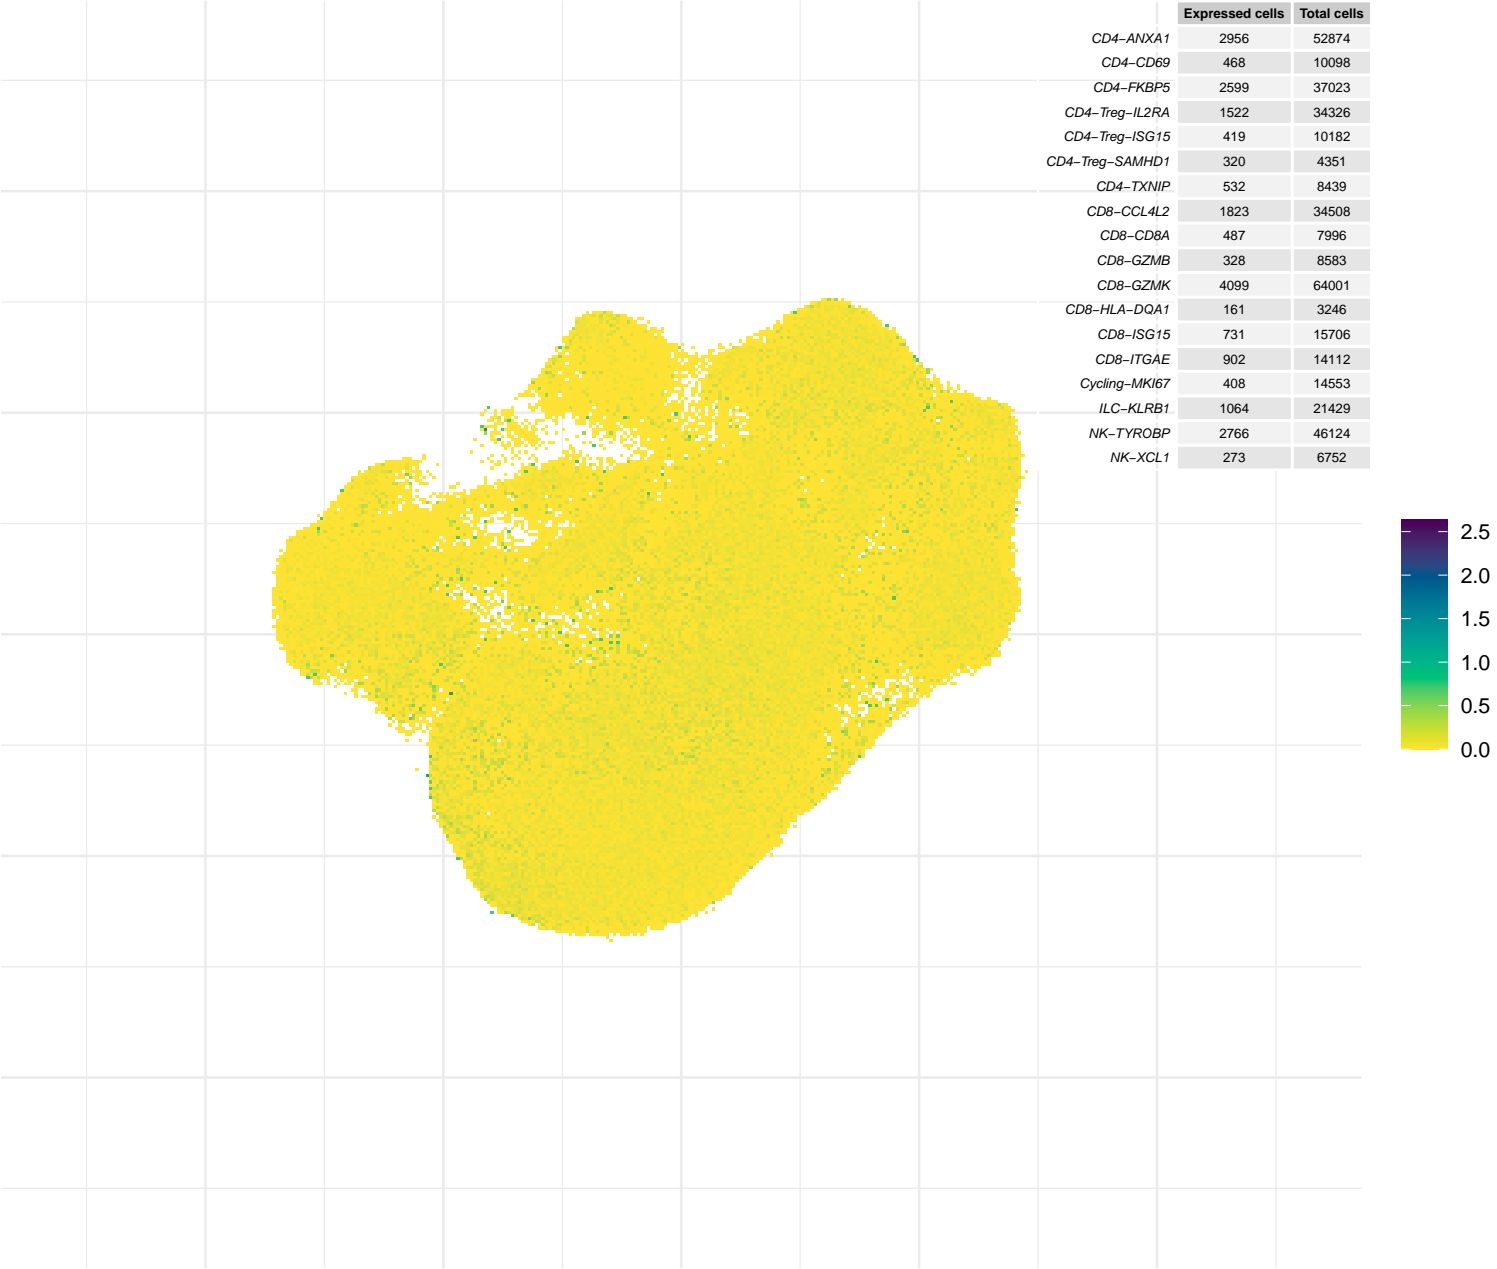 Expressed cells Total cells
CD4−ANXA1 2956 52874
CD4−CD69 468 10098
CD4−FKBP5 2599 37023
CD4−Treg−IL2RA 1522 34326
CD4−Treg−ISG15 419 10182
CD4−Treg−SAMHD1 320 4351
CD4−TXNIP 532 8439
CD8−CCL4L2 1823 34508
CD8−CD8A 487 7996
CD8−GZMB 328 8583
CD8−GZMK 4099 64001
CD8−HLA−DQA1 161 3246
CD8−ISG15 731 15706
CD8−ITGAE 902 14112
Cycling−MKI67 408 14553
ILC−KLRB1 1064 21429
NK−TYROBP 2766 46124
NK−XCL1 273 6752
2.5
2.0
1.5
1.0
0.5
0.0